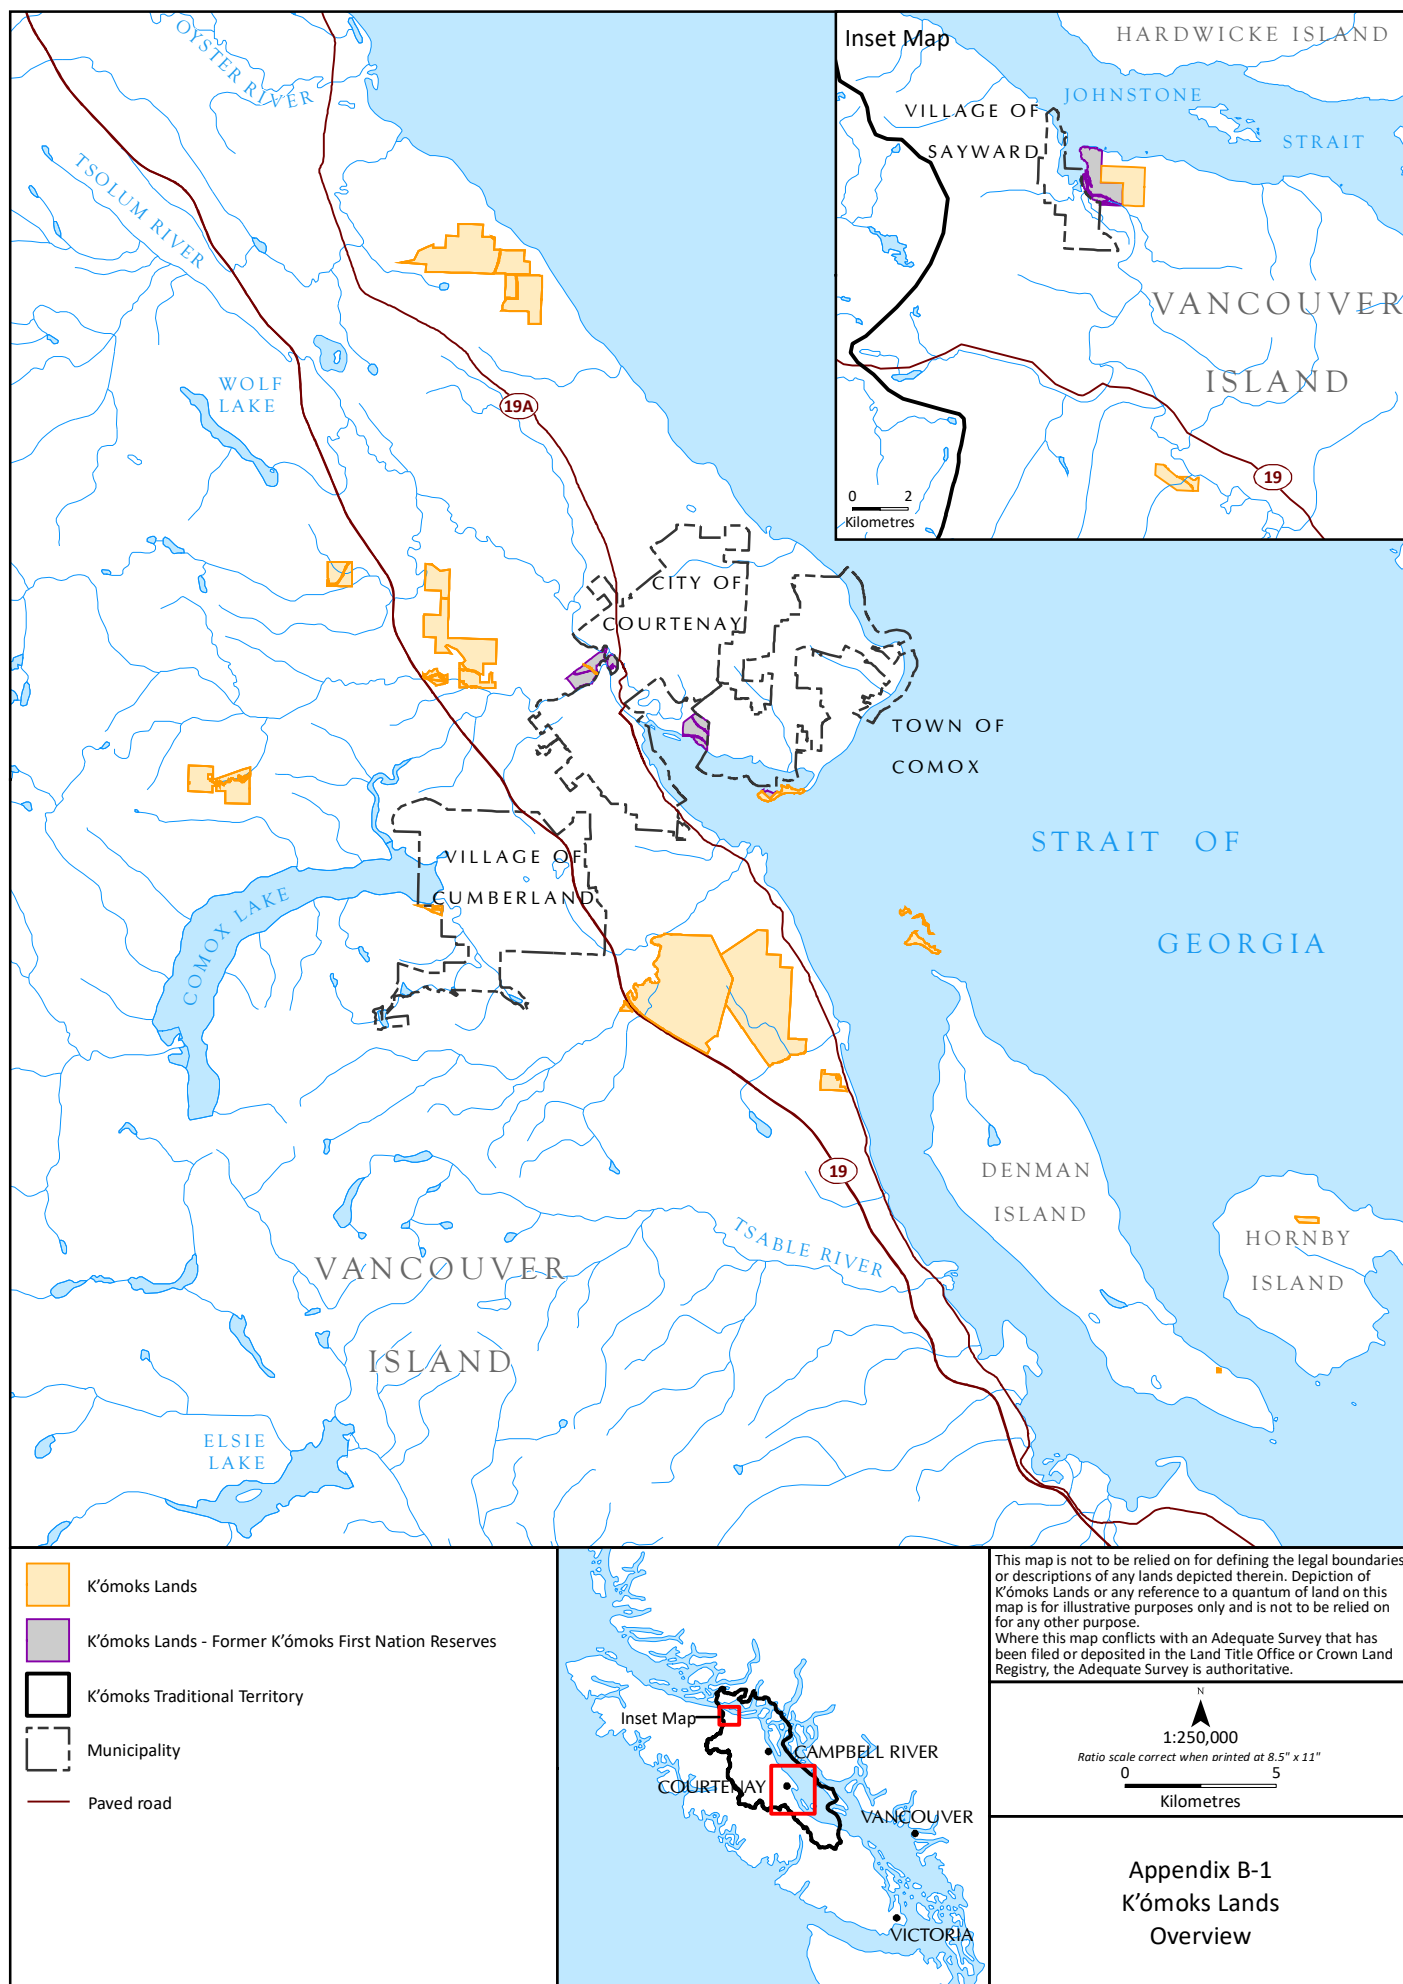 OYSTER RIVER
TSOLUM RIVER
WOLF
LAKE
19A
CITY OF
COURTENAY
TOWN OF
COMOX
VILLAGE OF
CUMBERLAND
COMOX LAKE
STRAIT OF
GEORGIA
DENMAN
ISLAND
HORNBY
ISLAND
19
TSABLE RIVER
VANCOUVER
ISLAND
ELSIE
LAKE
Inset Map
HARDWICKE ISLAND
JOHNSTONE
STRAIT
VILLAGE OF
SAYWARD
VANCOUVER
ISLAND
19
0 2
Kilometres
K'ómoks Lands
K'ómoks Lands - Former K'ómoks First Nation Reserves
K'ómoks Traditional Territory
Municipality
Paved road
Inset Map
CAMPBELL RIVER
COURTENAY
VANCOUVER
VICTORIA
This map is not to be relied on for defining the legal boundaries
or descriptions of any lands depicted therein. Depiction of
K'ómoks Lands or any reference to a quantum of land on this
map is for illustrative purposes only and is not to be relied on
for any other purpose.
Where this map conflicts with an Adequate Survey that has
been filed or deposited in the Land Title Office or Crown Land
Registry, the Adequate Survey is authoritative.
N
1:250,000
Ratio scale correct when printed at 8.5" x 11"
0 5
Kilometres
Appendix B-1
K'ómoks Lands
Overview